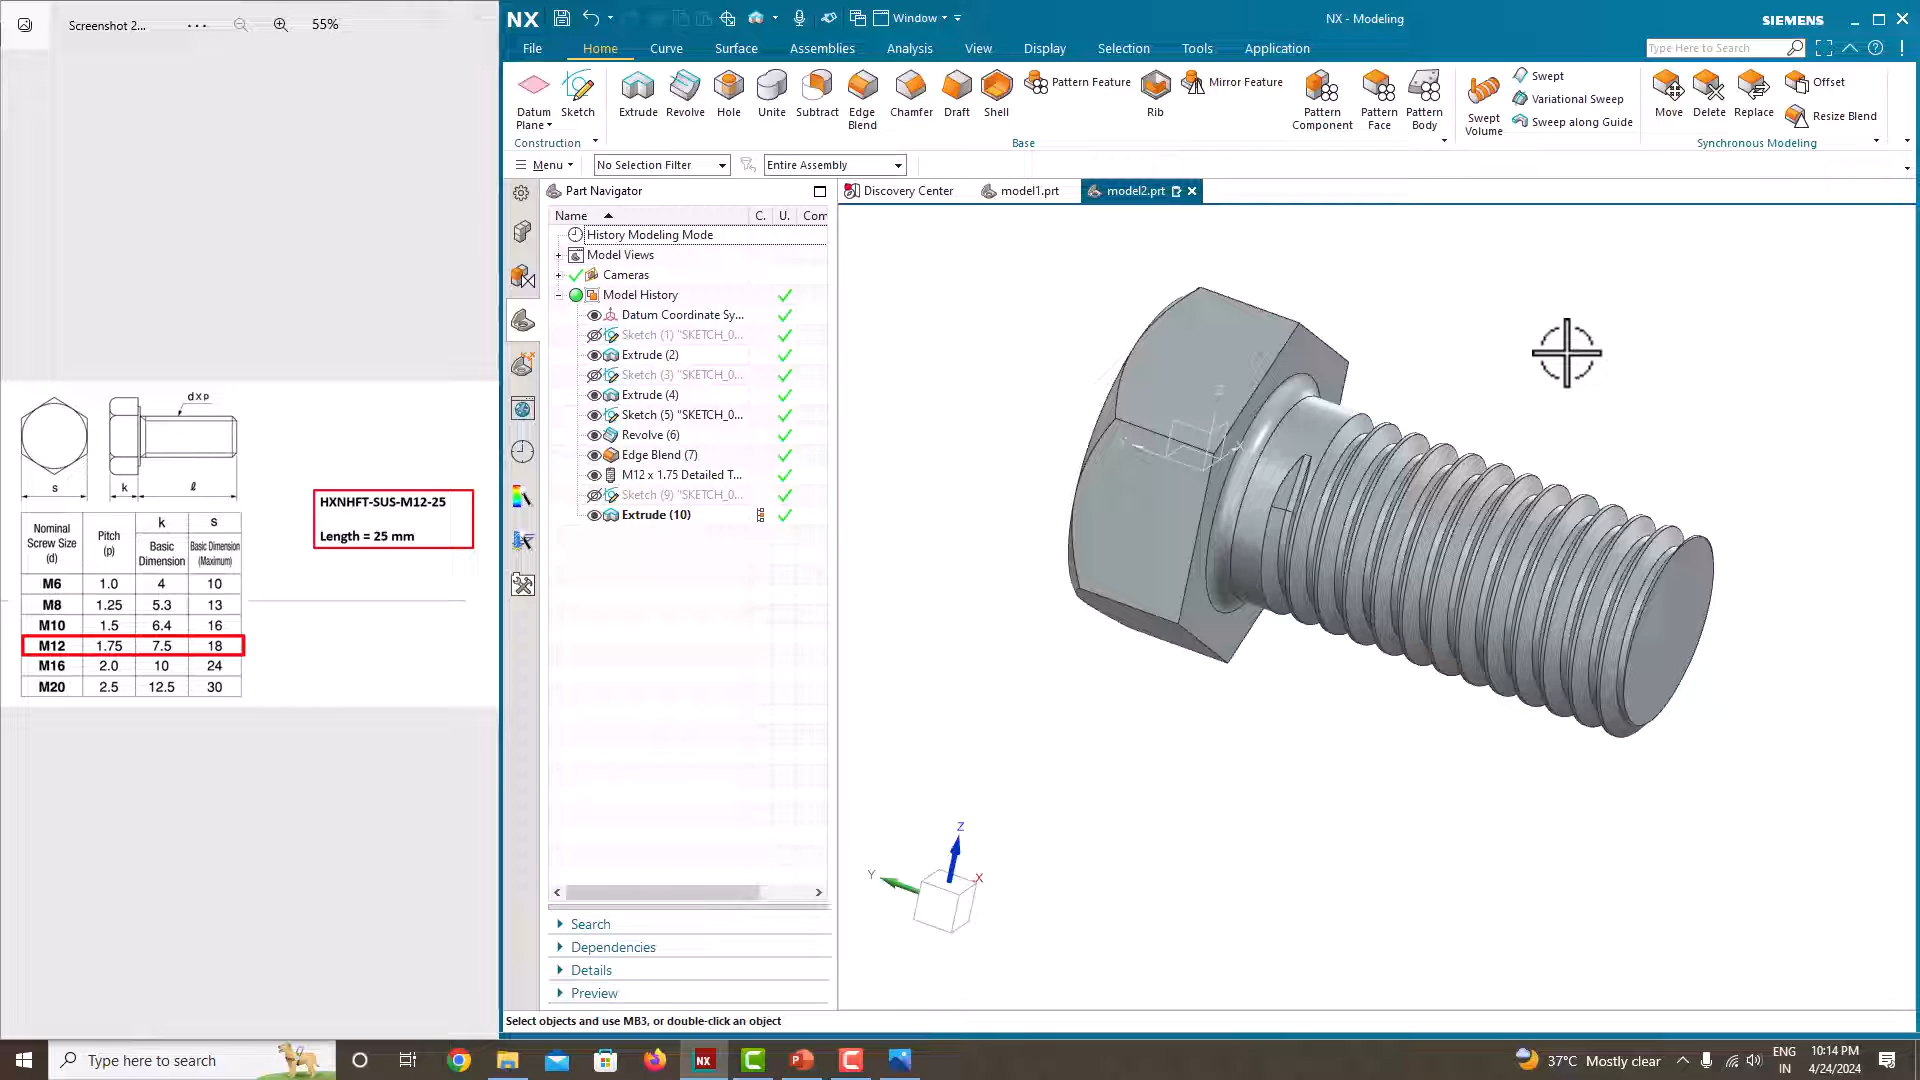 Screenshot 2...
55%
dxp
s
k
ℓ
HXNHFT-SUS-M12-25
Length = 25 mm
Nominal Screw Size (d)
Pitch (p)
k
s
Basic Dimension
Basic Dimension (Maximum)
M6 1.0 4 10
M8 1.25 5.3 13
M10 1.5 6.4 16
M12 1.75 7.5 18
M16 2.0 10 24
M20 2.5 12.5 30
NX
Window
NX - Modeling
SIEMENS
File Home Curve Surface Assemblies Analysis View Display Selection Tools Application
Type Here to Search
Datum Plane
Sketch
Extrude
Revolve
Hole
Unite
Subtract
Edge Blend
Chamfer
Draft
Shell
Pattern Feature
Rib
Mirror Feature
Pattern Component
Pattern Face
Pattern Body
Swept Volume
Swept
Variational Sweep
Sweep along Guide
Move
Delete
Replace
Offset
Resize Blend
Construction
Base
Synchronous Modeling
Menu
No Selection Filter
Entire Assembly
Part Navigator
Discovery Center
model1.prt
model2.prt
Name C. U. Com
History Modeling Mode
Model Views
Cameras
Model History
Datum Coordinate Sy...
Sketch (1) "SKETCH_0...
Extrude (2)
Sketch (3) "SKETCH_0...
Extrude (4)
Sketch (5) "SKETCH_0...
Revolve (6)
Edge Blend (7)
M12 x 1.75 Detailed T...
Sketch (9) "SKETCH_0...
Extrude (10)
Search
Dependencies
Details
Preview
Z
Y
X
Select objects and use MB3, or double-click an object
Type here to search
NX
37°C Mostly clear
ENG
IN
10:14 PM
4/24/2024